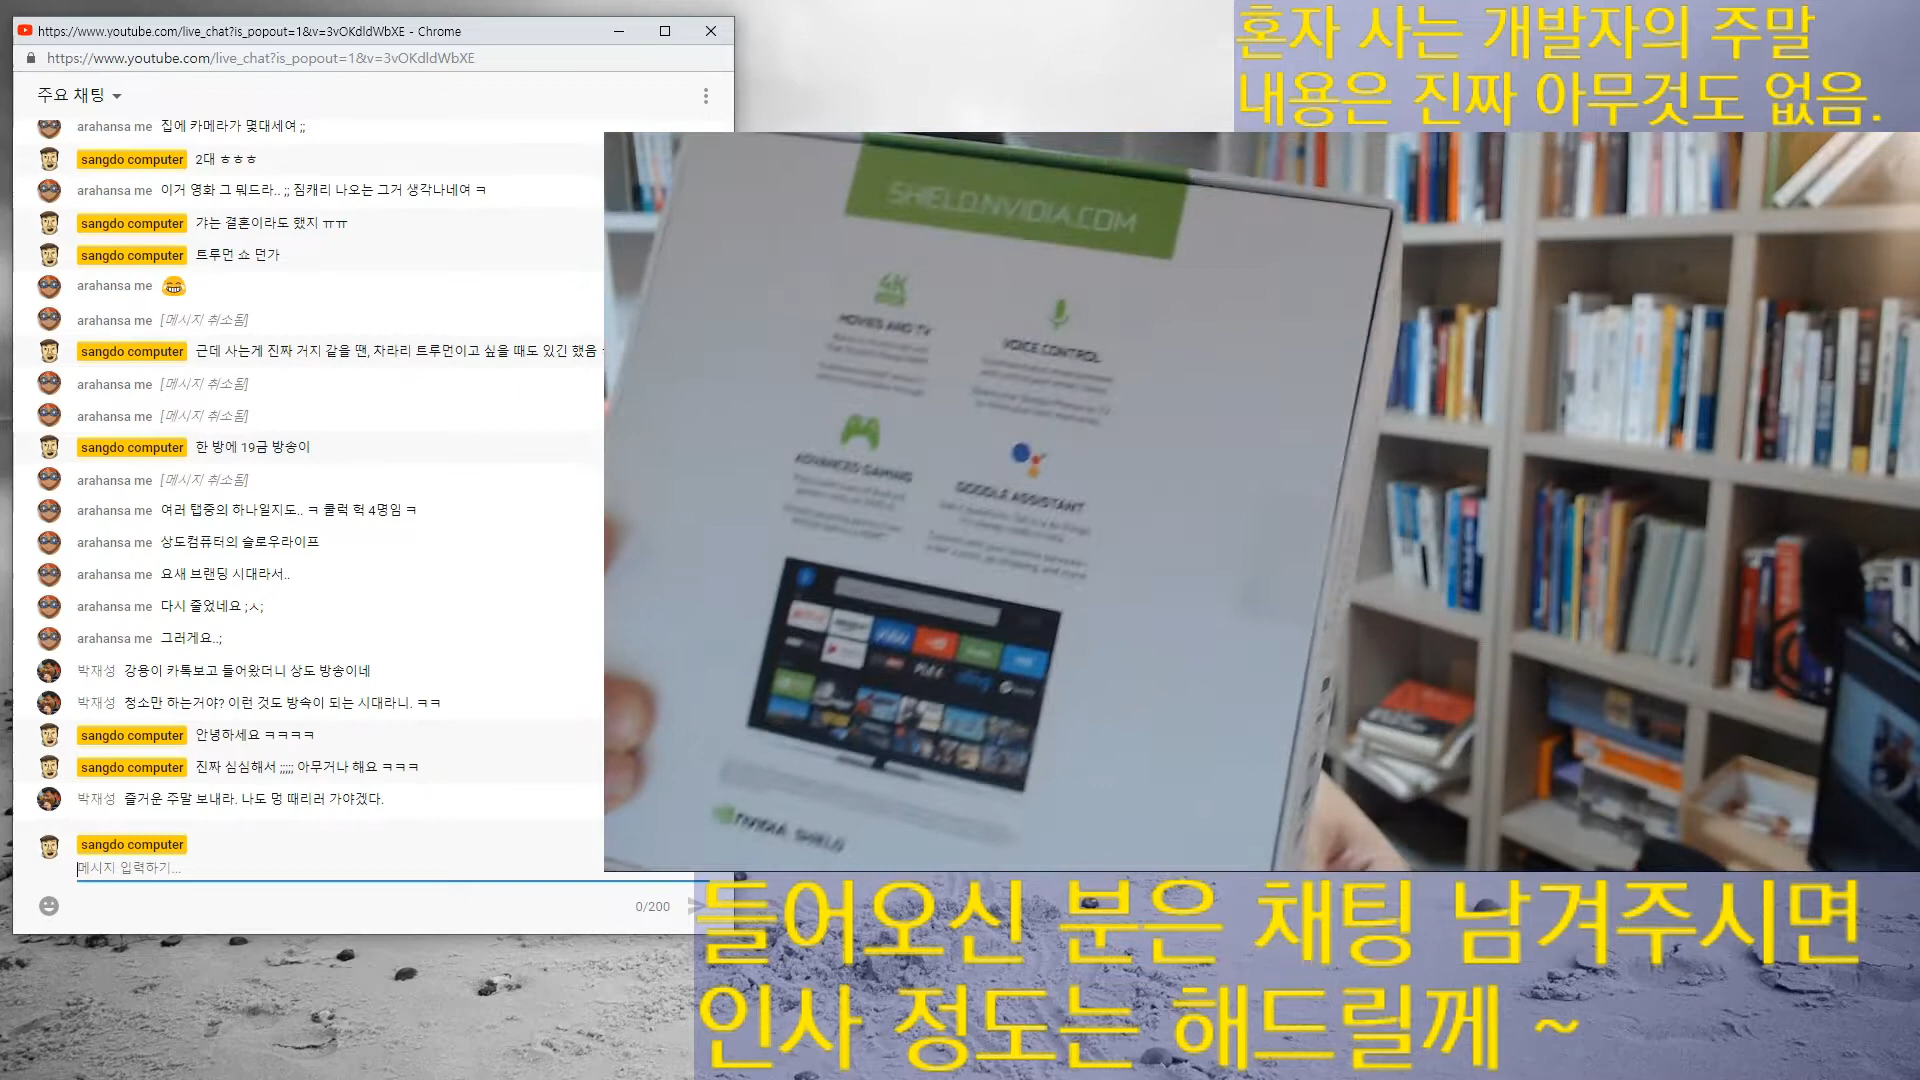 https://www.youtube.com/live_chat?is_popout=1&v=3vOKdldWbXE - Chrome
https://www.youtube.com/live_chat?is_popout=1&v=3vOKdldWbXE
주요 채팅
arahansa me 집에 카메라가 몇대세여 ;;
sangdo computer 2대 ㅎㅎㅎ
arahansa me 이거 영화 그 뭐드라.. ;; 짐캐리 나오는 그거 생각나네여 ㅋ
sangdo computer 갸는 결혼이라도 했지 ㅠㅠ
sangdo computer 트루먼 쇼 던가
arahansa me 😂
arahansa me [메시지 취소됨]
sangdo computer 근데 사는게 진짜 거지 같을 땐, 차라리 트루먼이고 싶을 때도 있긴 했음
arahansa me [메시지 취소됨]
arahansa me [메시지 취소됨]
sangdo computer 한 방에 19금 방송이
arahansa me [메시지 취소됨]
arahansa me 여러 탭중의 하나일지도.. ㅋ 쿨럭 헉 4명임 ㅋ
arahansa me 상도컴퓨터의 슬로우라이프
arahansa me 요새 브랜딩 시대라서..
arahansa me 다시 줄었네요 ;ㅅ;
arahansa me 그러게요..;
박재성 강용이 카톡보고 들어왔더니 상도 방송이네
박재성 청소만 하는거야? 이런 것도 방속이 되는 시대라니. ㅋㅋ
sangdo computer 안녕하세요 ㅋㅋㅋㅋ
sangdo computer 진짜 심심해서 ;;;;; 아무거나 해요 ㅋㅋㅋ
박재성 즐거운 주말 보내라. 나도 멍 때리러 가야겠다.
sangdo computer
메시지 입력하기...
0/200
혼자 사는 개발자의 주말
내용은 진짜 아무것도 없음.
SHIELD.NVIDIA.COM
4K
MOVIES AND TV
VOICE CONTROL
ADVANCED GAMING
GOOGLE ASSISTANT
NVIDIA SHIELD
들어오신 분은 채팅 남겨주시면
인사 정도는 해드릴께 ~